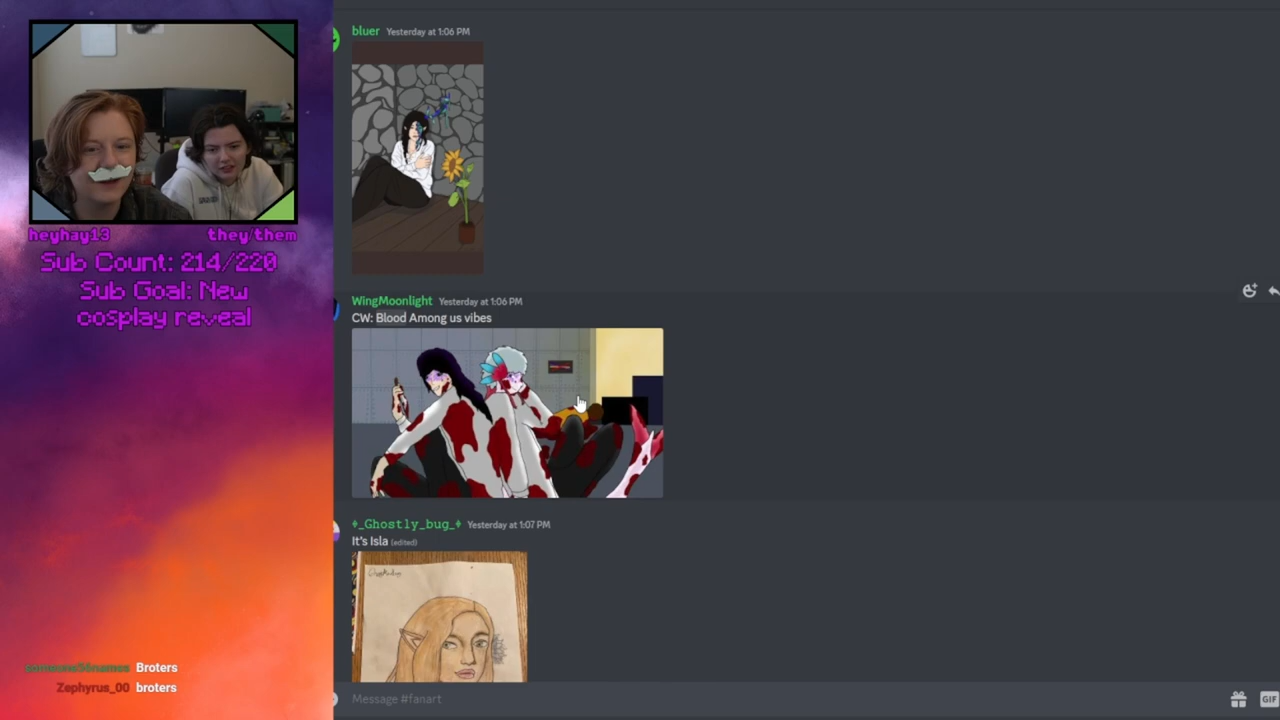 heyhay13 they/them
Sub Count: 214/220
Sub Goal: New
cosplay reveal
Broters
Zephyrus_00 broters
bluer Yesterday at 1:06 PM
WingMoonlight Yesterday at 1:06 PM
CW: Blood Among us vibes
_Ghostly_bug_ Yesterday at 1:07 PM
It's Isla (edited)
Message #fanart
GIF